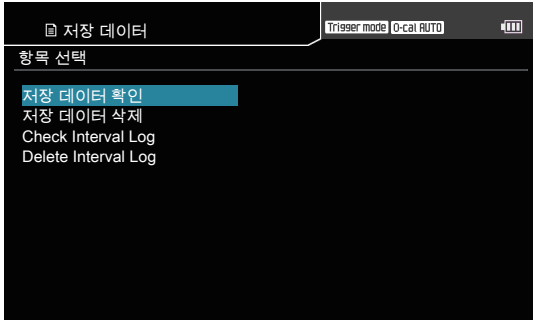 저장 데이터
Trigger mode 0-cal AUTO
항목 선택
저장 데이터 확인
저장 데이터 삭제
Check Interval Log
Delete Interval Log